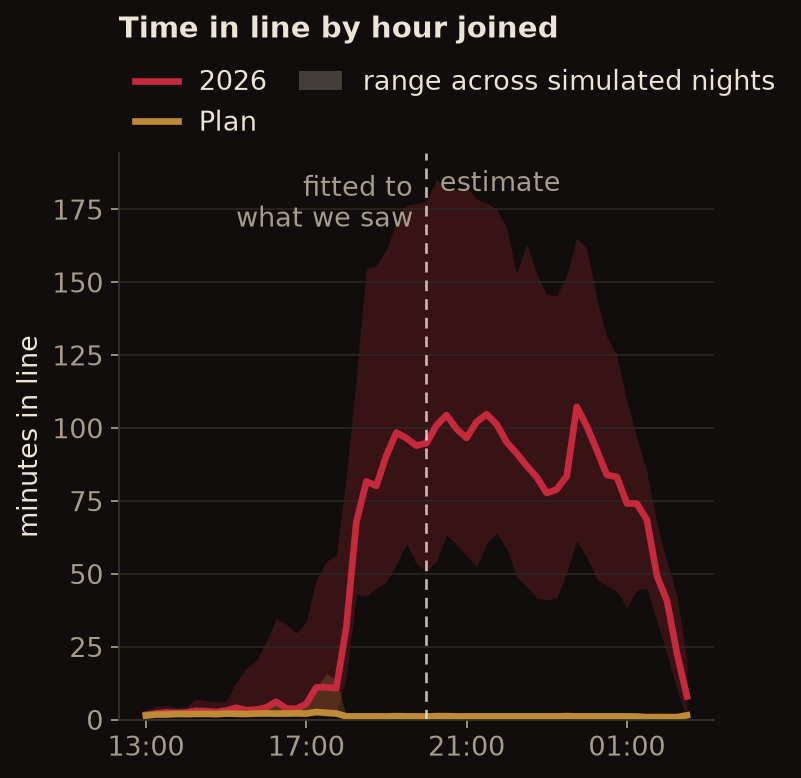 Time in line by hour joined
2026
range across simulated nights
Plan
fitted to
what we saw
estimate
minutes in line
175
150
125
100
75
50
25
0
13:00
17:00
21:00
01:00